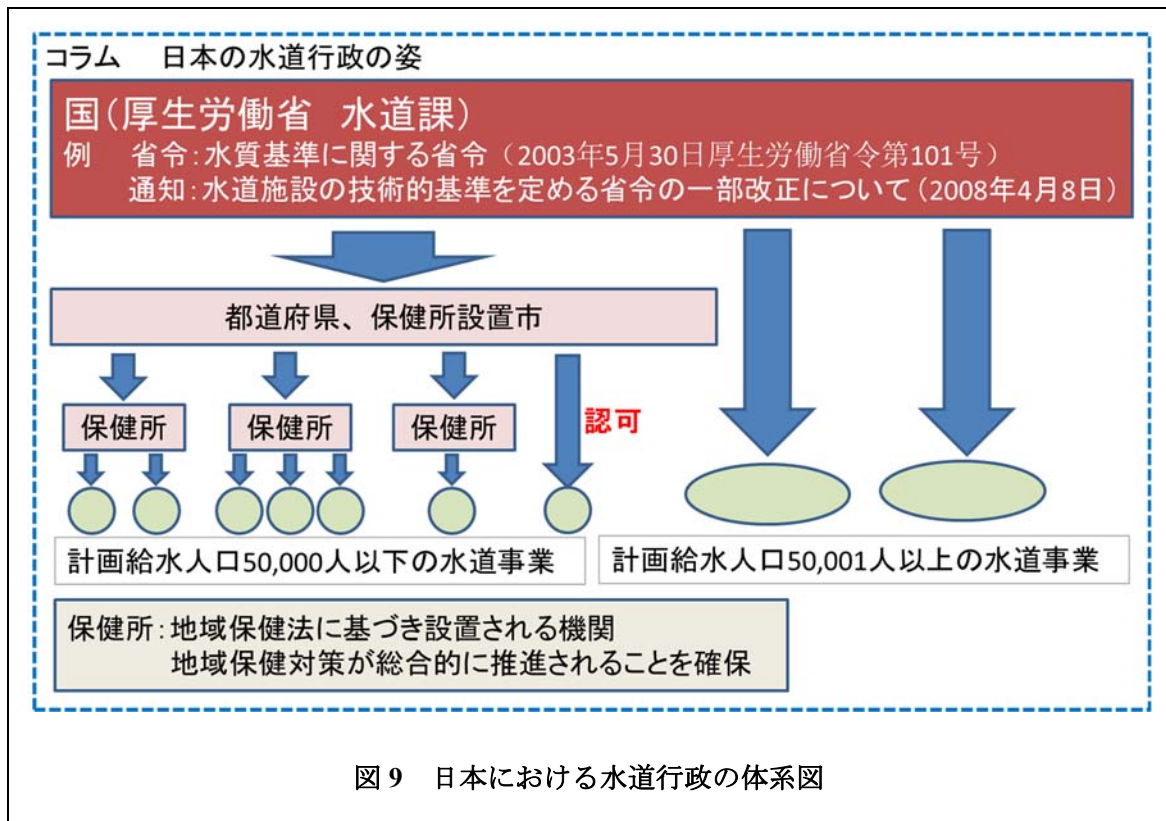 コラム　日本の水道行政の姿
国（厚生労働省　水道課）
例　省令：水質基準に関する省令（2003年5月30日厚生労働省令第101号）
通知：水道施設の技術的基準を定める省令の一部改正について（2008年4月8日）
都道府県、保健所設置市
保健所
保健所
保健所
認可
計画給水人口50,000人以下の水道事業
計画給水人口50,001人以上の水道事業
保健所：地域保健法に基づき設置される機関
地域保健対策が総合的に推進されることを確保
図 9　日本における水道行政の体系図